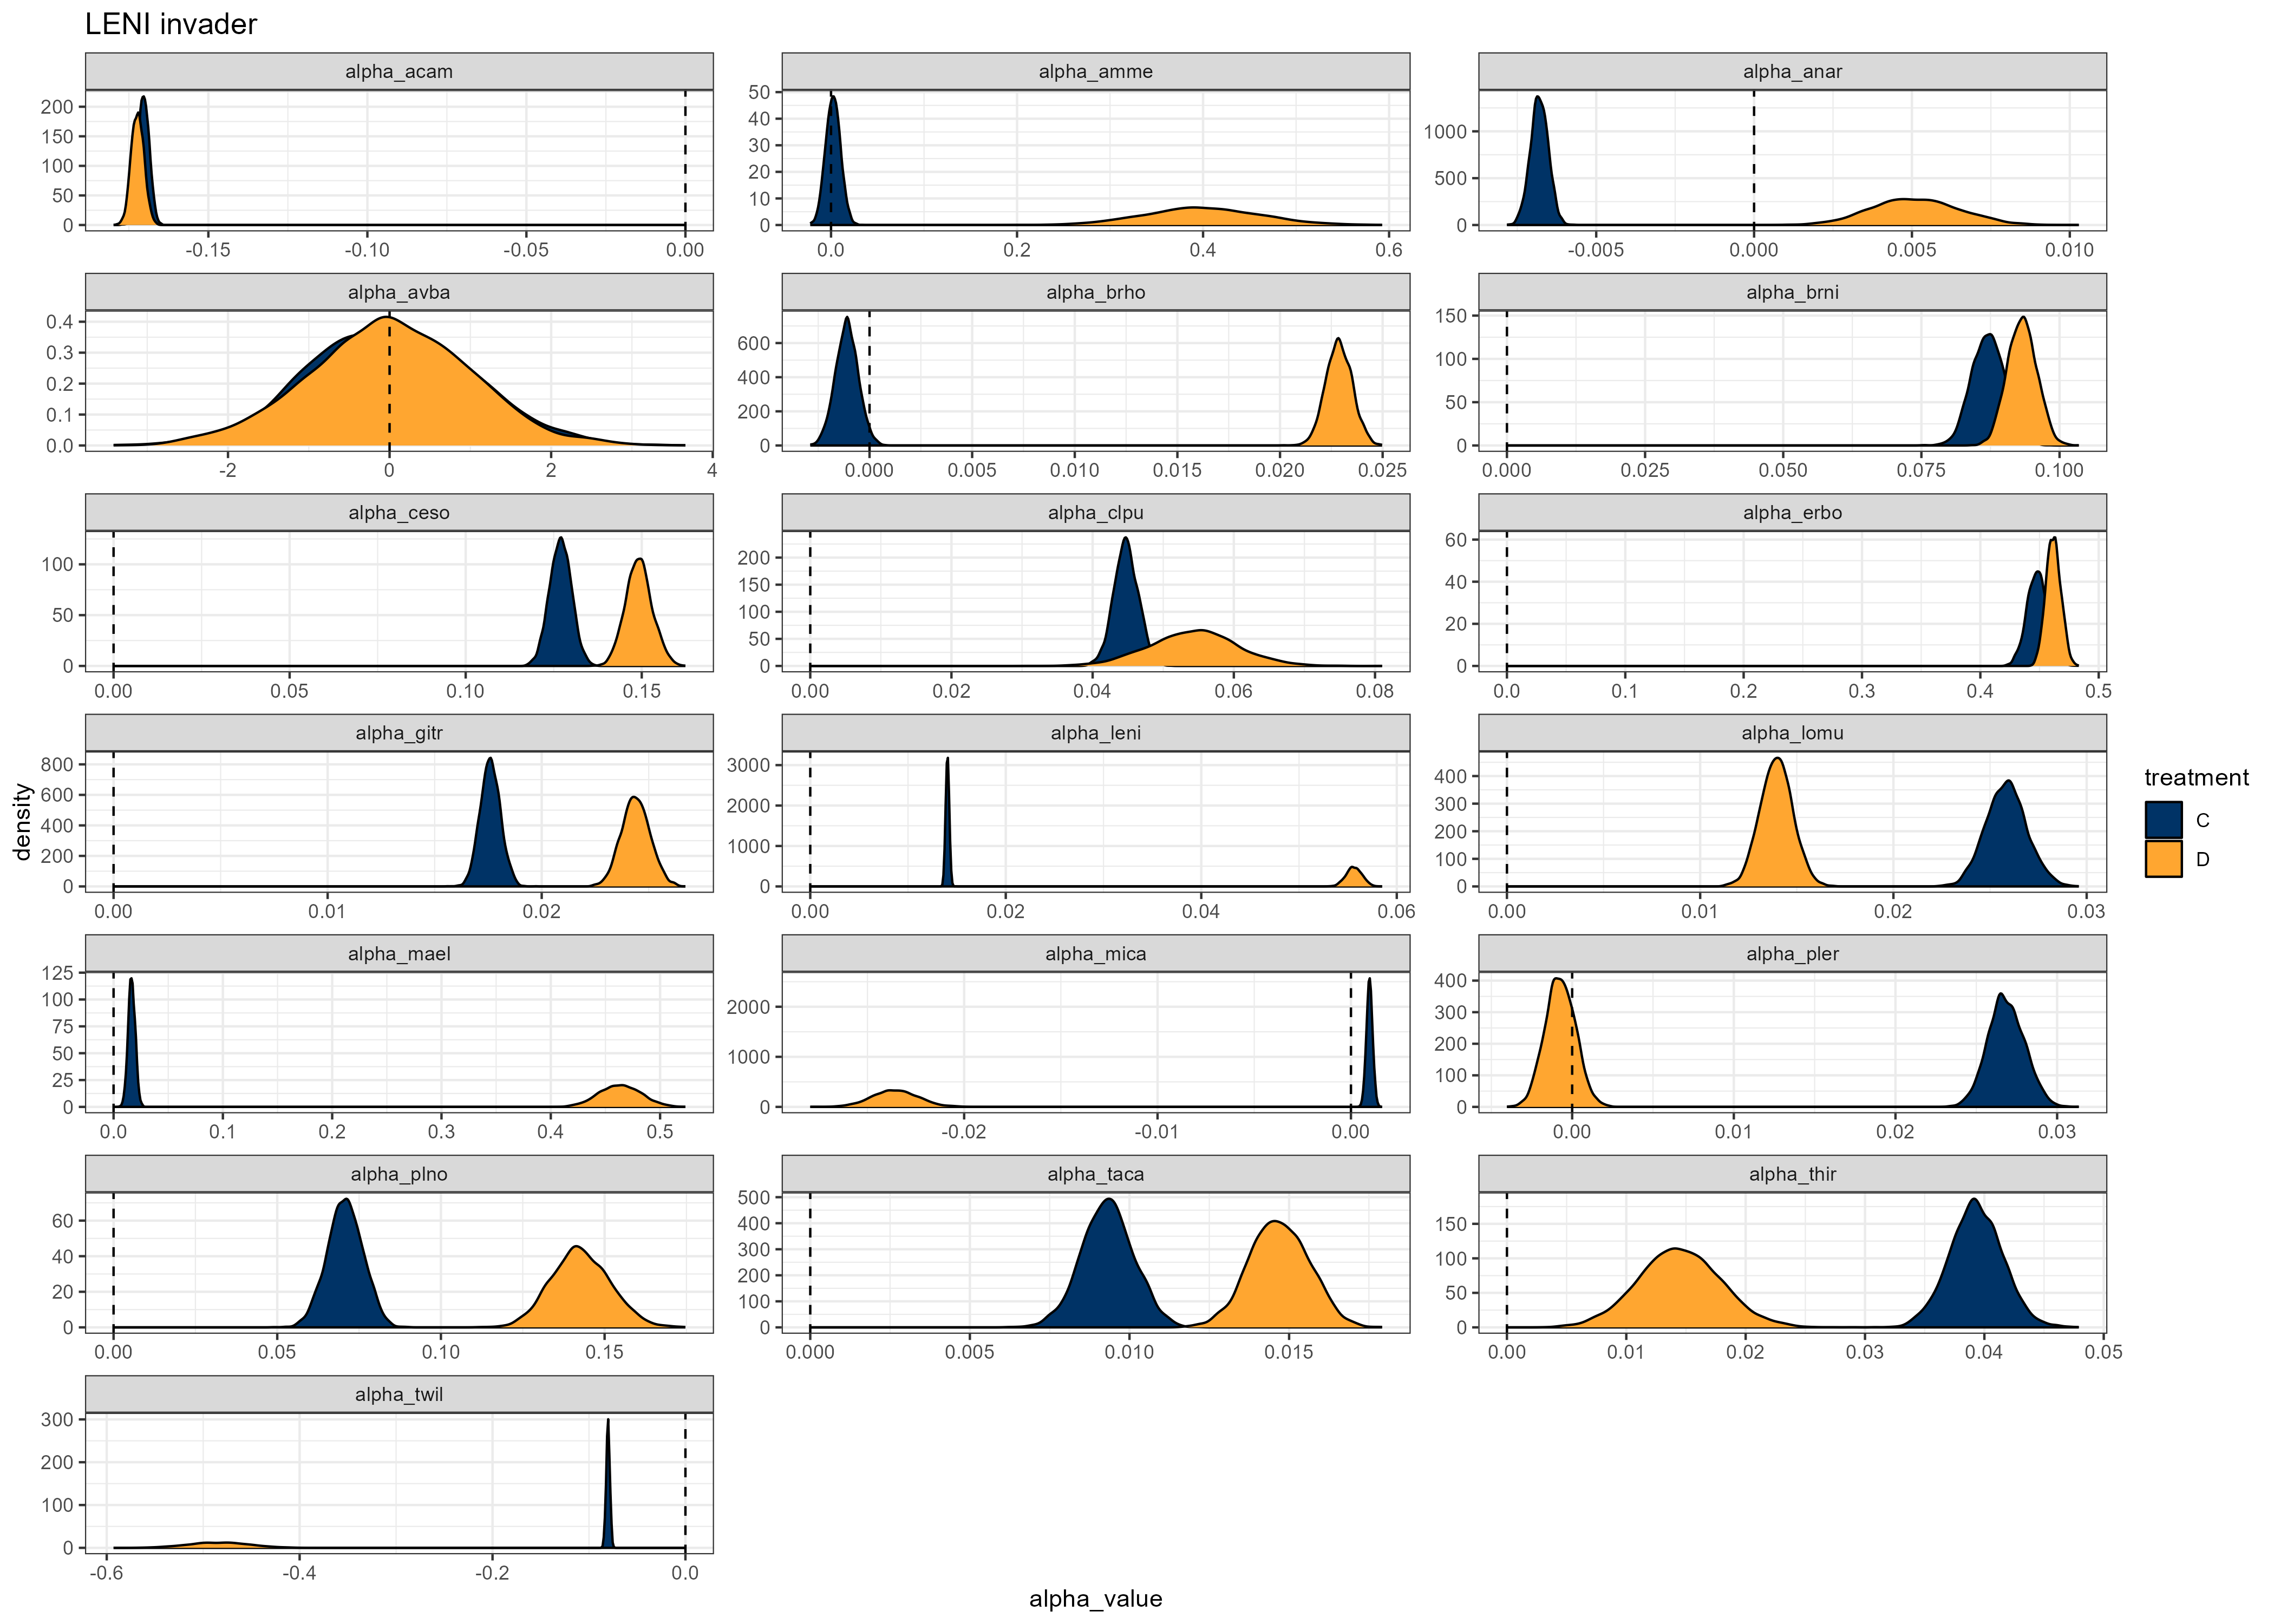 LENI invader
alpha_acam
alpha_amme
alpha_anar
200
150
100
50
0
50
40
30
20
10
0
1000
500
0
-0.15 -0.10 -0.05 0.00
0.0 0.2 0.4 0.6
-0.005 0.000 0.005 0.010
alpha_avba
alpha_brho
alpha_brni
0.4
0.3
0.2
0.1
0.0
600
400
200
0
150
100
50
0
-2 0 2 4
0.000 0.005 0.010 0.015 0.020 0.025
0.000 0.025 0.050 0.075 0.100
alpha_ceso
alpha_clpu
alpha_erbo
100
50
0
200
150
100
50
0
60
40
20
0
0.00 0.05 0.10 0.15
0.00 0.02 0.04 0.06 0.08
0.0 0.1 0.2 0.3 0.4 0.5
alpha_gitr
alpha_leni
alpha_lomu
800
600
400
200
0
3000
2000
1000
0
400
300
200
100
0
0.00 0.01 0.02
0.00 0.02 0.04 0.06
0.00 0.01 0.02 0.03
alpha_mael
alpha_mica
alpha_pler
125
100
75
50
25
0
2000
1000
0
400
300
200
100
0
0.0 0.1 0.2 0.3 0.4 0.5
-0.02 -0.01 0.00
0.00 0.01 0.02 0.03
alpha_plno
alpha_taca
alpha_thir
60
40
20
0
500
400
300
200
100
0
150
100
50
0
0.00 0.05 0.10 0.15
0.000 0.005 0.010 0.015
0.00 0.01 0.02 0.03 0.04 0.05
alpha_twil
300
200
100
0
-0.6 -0.4 -0.2 0.0
density
alpha_value
treatment
C
D